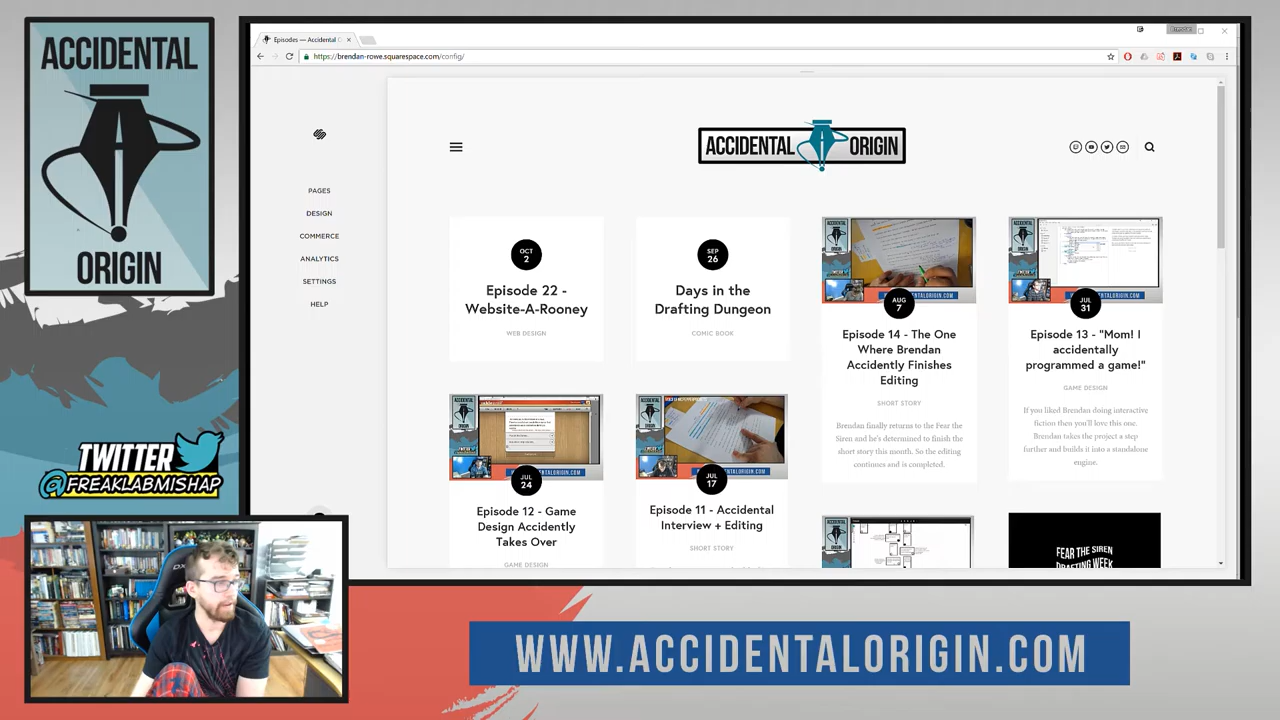 ACCIDENTAL
ORIGIN
TWITTER
@FREAKLABMISHAP
Episodes — Accidental O
https://brendan-rowe.squarespace.com/config/
PAGES
DESIGN
COMMERCE
ANALYTICS
SETTINGS
HELP
ACCIDENTAL ORIGIN
OCT
2
Episode 22 -
Website-A-Rooney
WEB DESIGN
SEP
26
Days in the
Drafting Dungeon
COMIC BOOK
AUG
7
Episode 14 - The One
Where Brendan
Accidently Finishes
Editing
SHORT STORY
Brendan finally returns to the Fear the
Siren and he's determined to finish the
short story this month. So the editing
continues and is completed.
JUL
31
Episode 13 - "Mom! I
accidentally
programmed a game!"
GAME DESIGN
If you liked Brendan doing interactive
fiction then you'll love this one.
Brendan takes the project a step
further and builds it into a standalone
engine.
JUL
24
Episode 12 - Game
Design Accidently
Takes Over
GAME DESIGN
JUL
17
Episode 11 - Accidental
Interview + Editing
SHORT STORY
FEAR THE SIREN
DRAFTING WEEK
WWW.ACCIDENTALORIGIN.COM